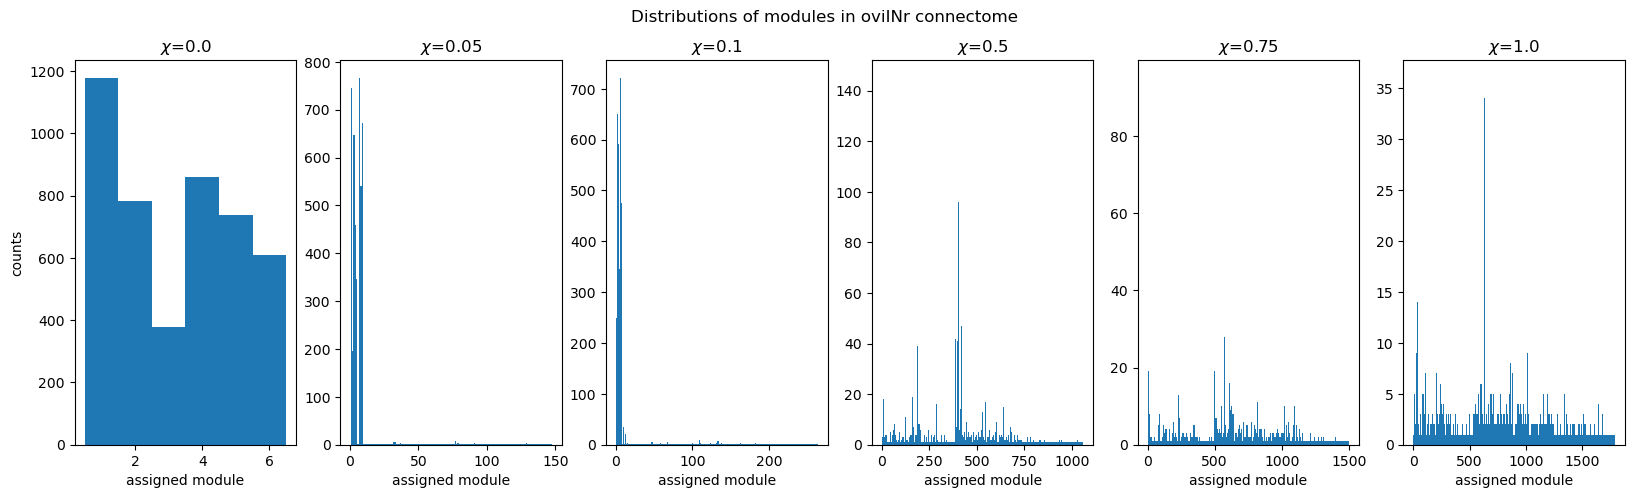 Distributions of modules in oviINr connectome
χ=0.0
χ=0.05
χ=0.1
χ=0.5
χ=0.75
χ=1.0
counts
1200
1000
800
600
400
200
0
2 4 6
assigned module
800
700
600
500
400
300
200
100
0
0 50 100 150
assigned module
700
600
500
400
300
200
100
0
0 100 200
assigned module
140
120
100
80
60
40
20
0
0 250 500 750 1000
assigned module
80
60
40
20
0
0 500 1000 1500
assigned module
35
30
25
20
15
10
5
0
0 500 1000 1500
assigned module